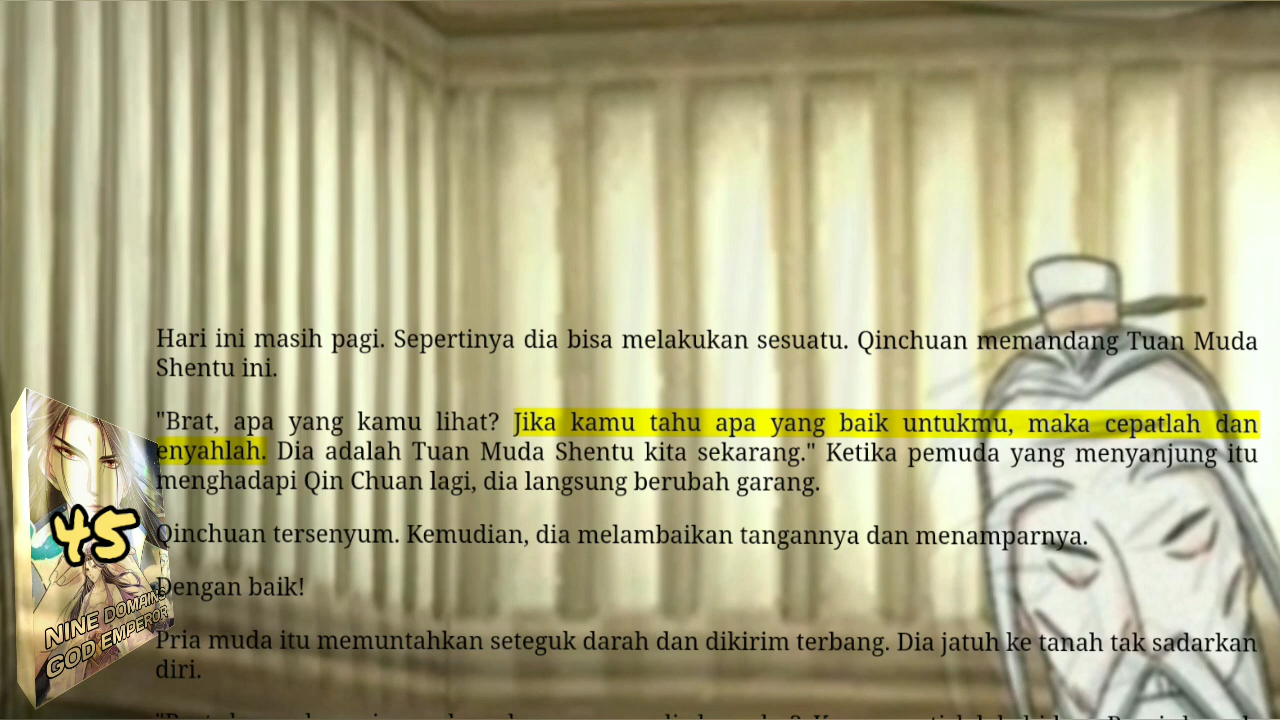 Hari ini masih pagi. Sepertinya dia bisa melakukan sesuatu. Qinchuan memandang Tuan Muda
Shentu ini.
"Brat, apa yang kamu lihat? Jika kamu tahu apa yang baik untukmu, maka cepatlah dan
enyahlah. Dia adalah Tuan Muda Shentu kita sekarang." Ketika pemuda yang menyanjung itu
menghadapi Qin Chuan lagi, dia langsung berubah garang.
Qinchuan tersenyum. Kemudian, dia melambaikan tangannya dan menamparnya.
Dengan baik!
Pria muda itu memuntahkan seteguk darah dan dikirim terbang. Dia jatuh ke tanah tak sadarkan
diri.
45
NINE DOMAINS
GOD EMPEROR